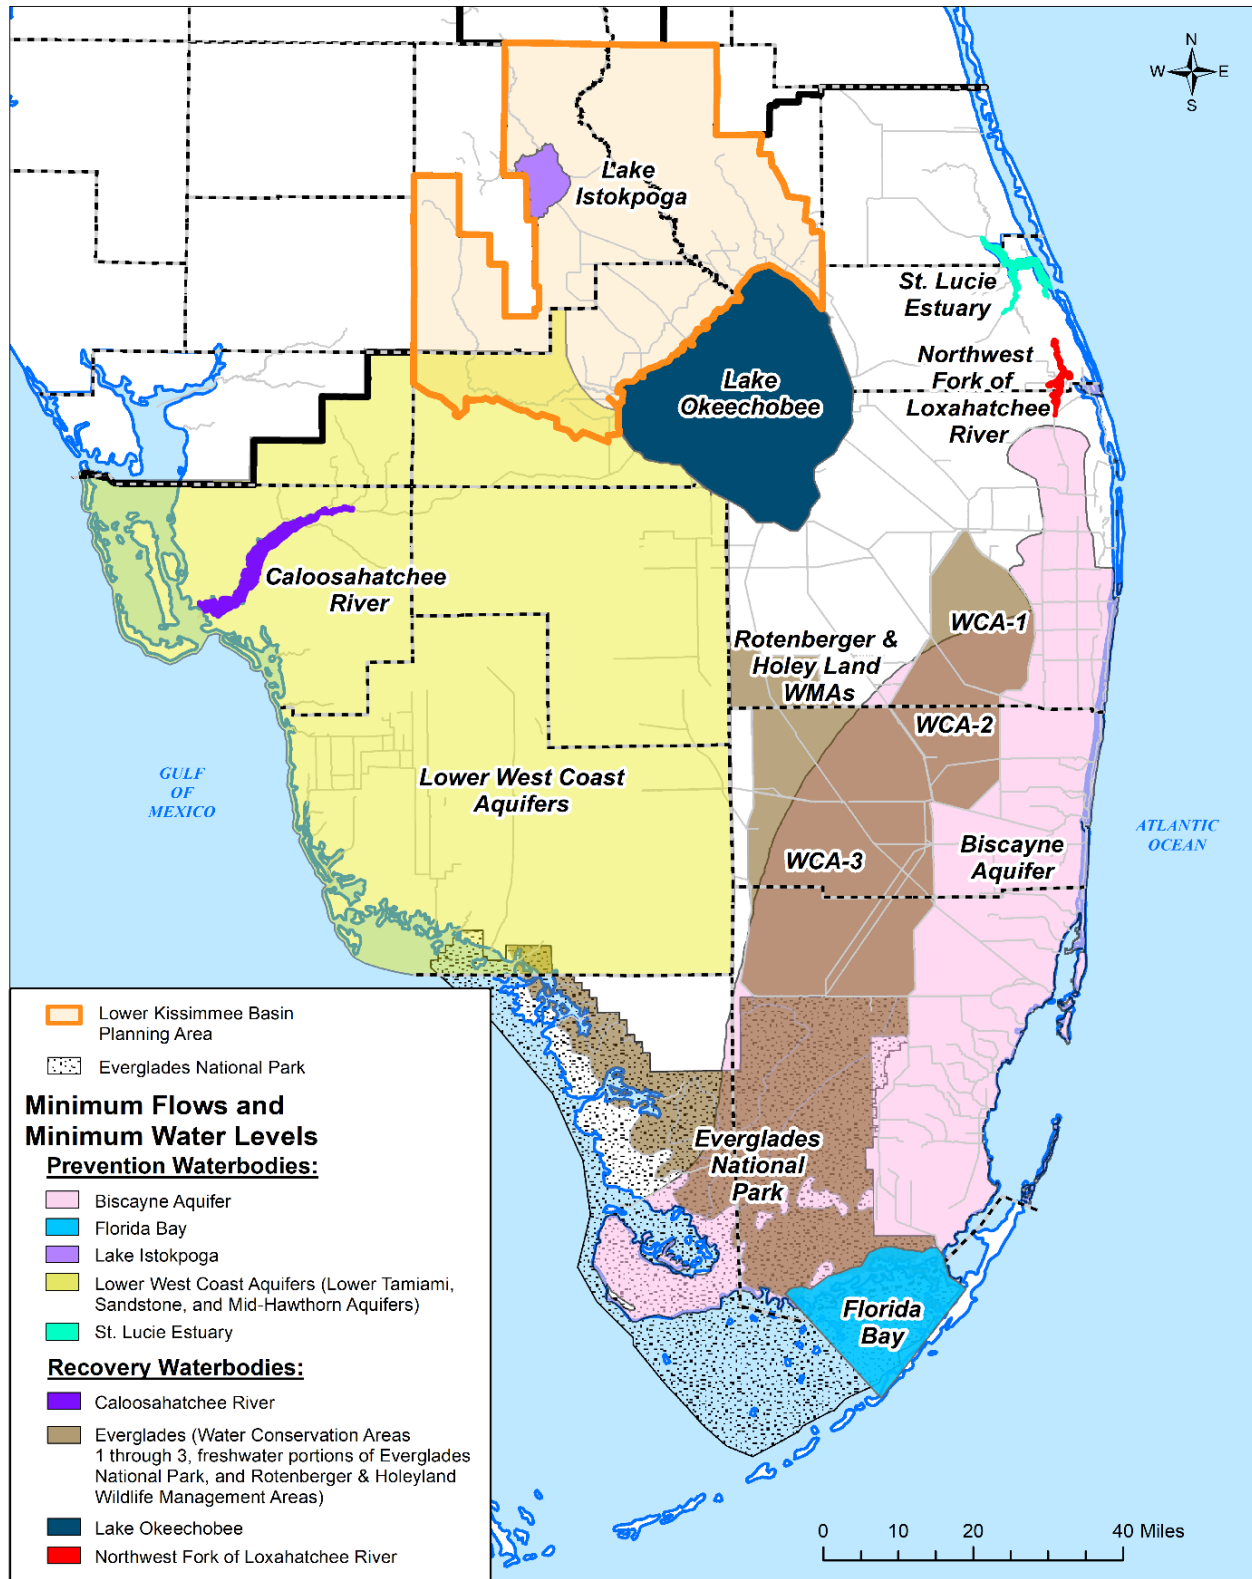 N
W E
S
Lake
Istokpoga
St. Lucie
Estuary
Northwest
Fork of
Loxahatchee
River
Lake
Okeechobee
Caloosahatchee
River
WCA-1
Rotenberger &
Holey Land
WMAs
WCA-2
Lower West Coast
Aquifers
GULF
OF
MEXICO
ATLANTIC
OCEAN
WCA-3
Biscayne
Aquifer
Everglades
National
Park
Florida
Bay
Lower Kissimmee Basin
Planning Area
Everglades National Park
Minimum Flows and
Minimum Water Levels
Prevention Waterbodies:
Biscayne Aquifer
Florida Bay
Lake Istokpoga
Lower West Coast Aquifers (Lower Tamiami,
Sandstone, and Mid-Hawthorn Aquifers)
St. Lucie Estuary
Recovery Waterbodies:
Caloosahatchee River
Everglades (Water Conservation Areas
1 through 3, freshwater portions of Everglades
National Park, and Rotenberger & Holeyland
Wildlife Management Areas)
Lake Okeechobee
Northwest Fork of Loxahatchee River
0 10 20 40 Miles